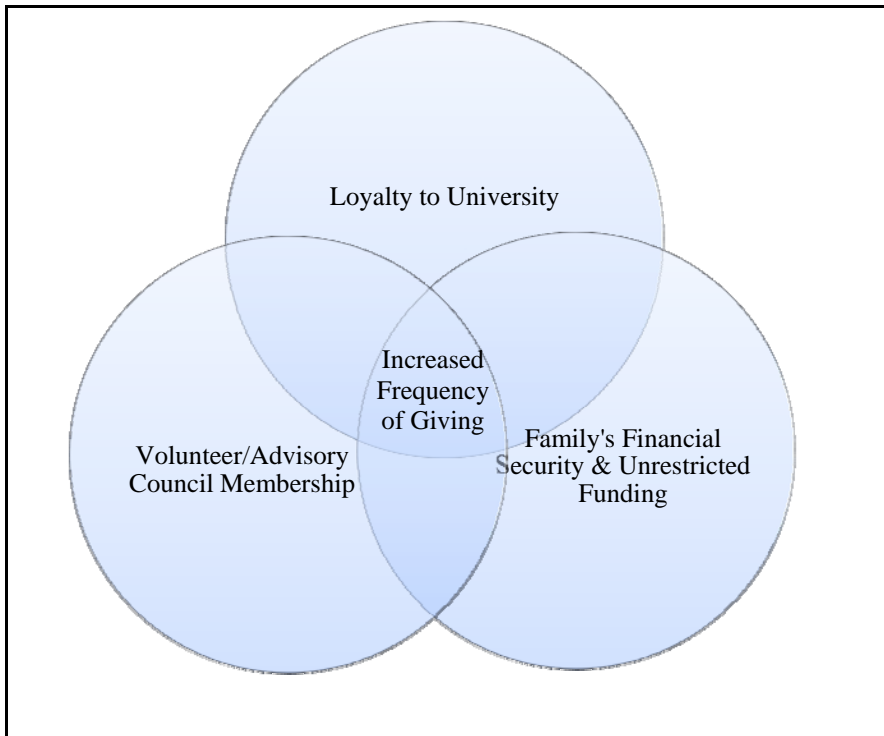 Loyalty to University
Increased
Frequency
of Giving
Volunteer/Advisory
Council Membership
Family's Financial
Security & Unrestricted
Funding